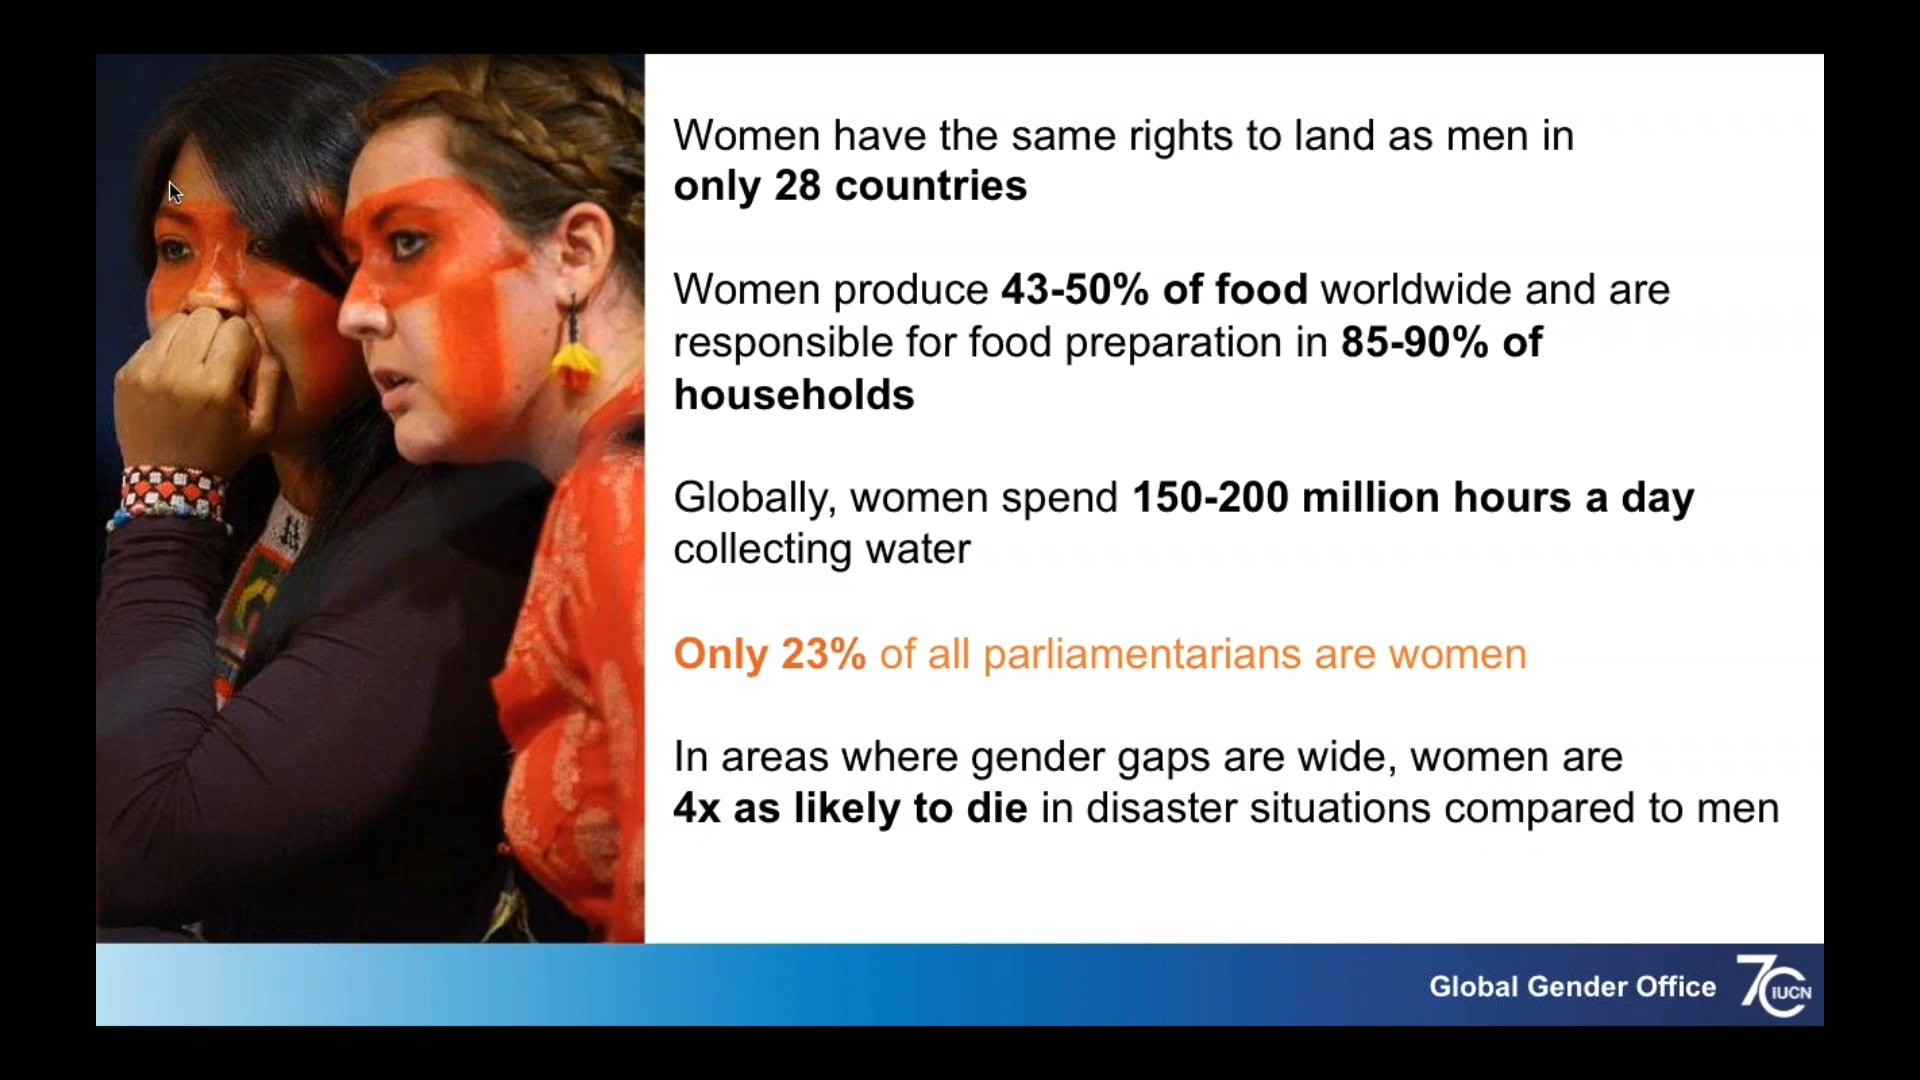 Women have the same rights to land as men in
only 28 countries
Women produce 43-50% of food worldwide and are
responsible for food preparation in 85-90% of
households
Globally, women spend 150-200 million hours a day
collecting water
Only 23% of all parliamentarians are women
In areas where gender gaps are wide, women are
4x as likely to die in disaster situations compared to men
Global Gender Office
70
IUCN